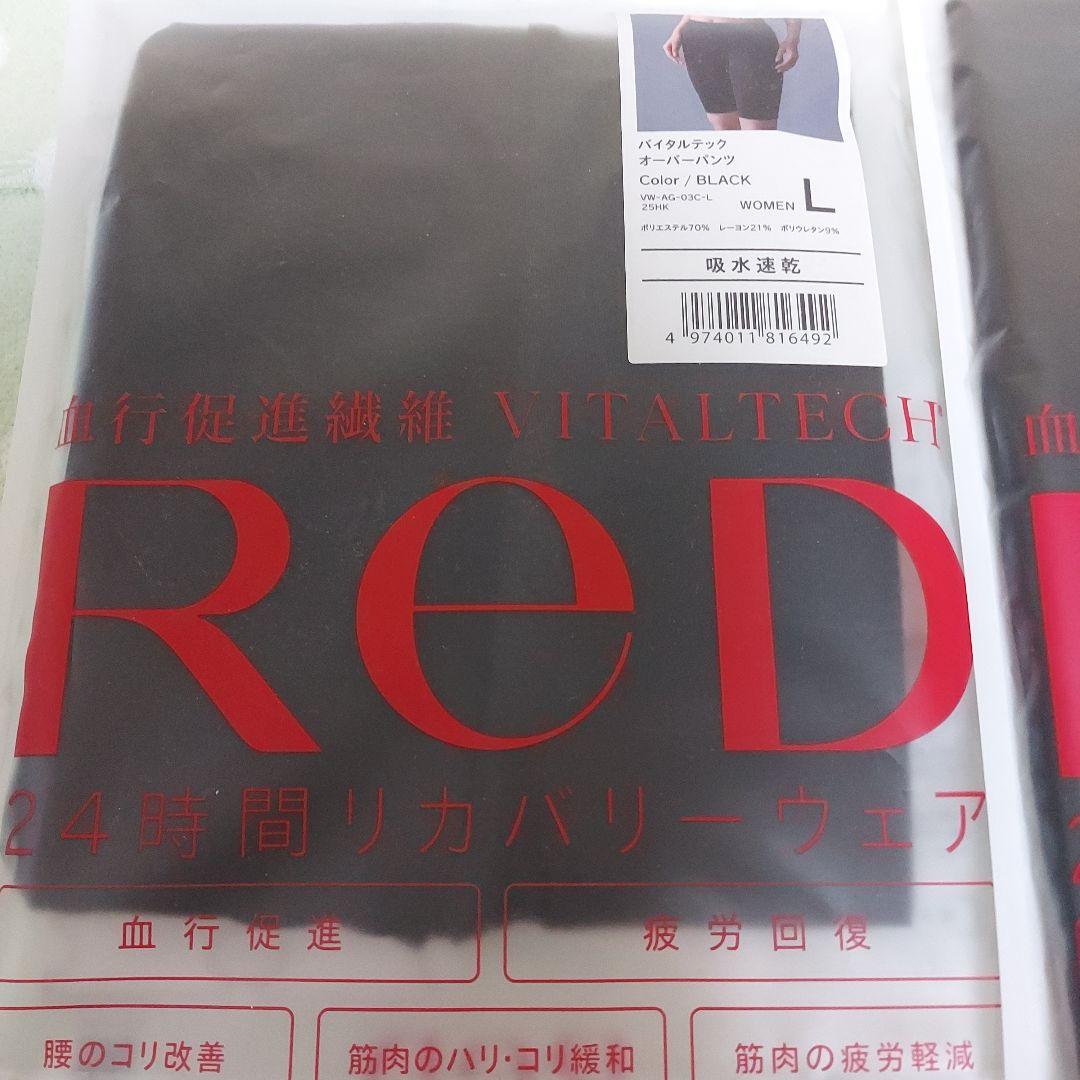 バイタルテック
オーバーパンツ
Color / BLACK
VW-AG-03C-L
25HK
WOMEN L
ポリエステル70% レーヨン21% ポリウレタン9%
吸水速乾
4 974011 816492
血行促進繊維 VITALTECH
ReD
24時間リカバリーウェア
血行促進
疲労回復
腰のコリ改善
筋肉のハリ・コリ緩和
筋肉の疲労軽減
血